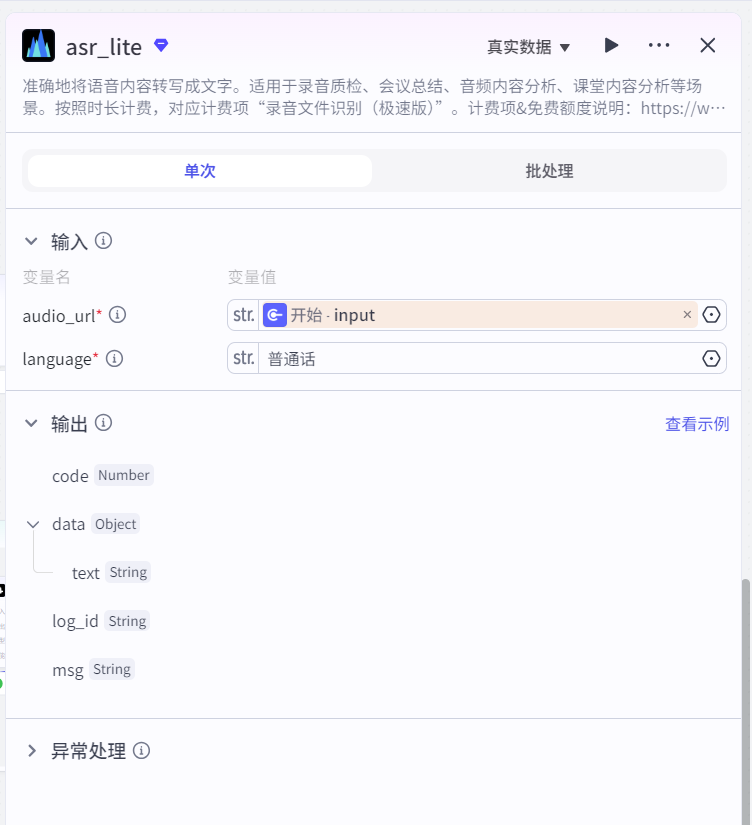 asr_lite
真实数据
准确地将语音内容转写成文字。适用于录音质检、会议总结、音频内容分析、课堂内容分析等场
景。按照时长计费，对应计费项“录音文件识别（极速版）”。计费项&免费额度说明：https://w…
单次 批处理
输入
变量名 变量值
audio_url* str. 开始 - input ×
language* str. 普通话
输出 查看示例
code Number
data Object
text String
log_id String
msg String
异常处理